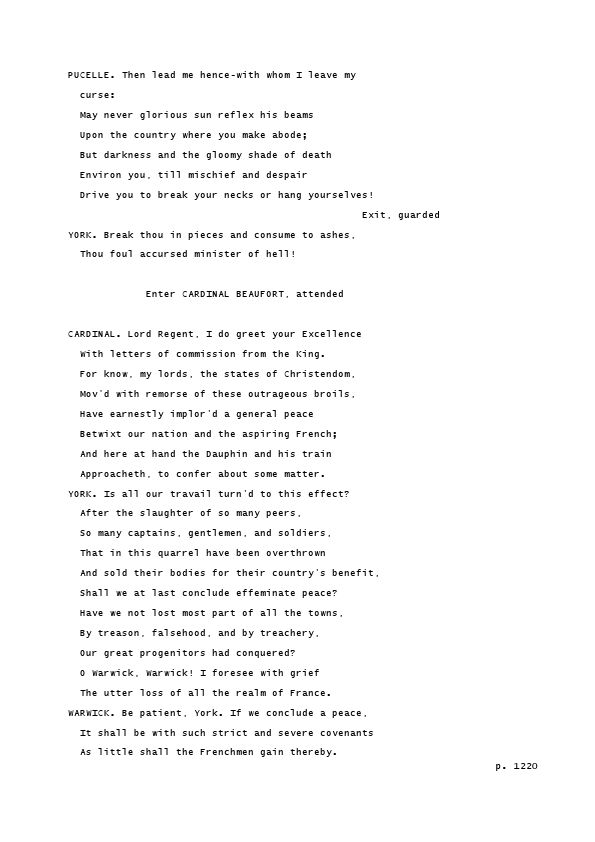 PUCELLE. Then lead me hence-with whom I leave my
curse:
May never glorious sun reflex his beams
Upon the country where you make abode;
But darkness and the gloomy shade of death
Environ you, till mischief and despair
Drive you to break your necks or hang yourselves!
Exit, guarded
YORK. Break thou in pieces and consume to ashes,
Thou foul accursed minister of hell!
Enter CARDINAL BEAUFORT, attended
CARDINAL. Lord Regent, I do greet your Excellence
With letters of commission from the King.
For know, my lords, the states of Christendom,
Mov'd with remorse of these outrageous broils,
Have earnestly implor'd a general peace
Betwixt our nation and the aspiring French;
And here at hand the Dauphin and his train
Approacheth, to confer about some matter.
YORK. Is all our travail turn'd to this effect?
After the slaughter of so many peers,
So many captains, gentlemen, and soldiers,
That in this quarrel have been overthrown
And sold their bodies for their country's benefit,
Shall we at last conclude effeminate peace?
Have we not lost most part of all the towns,
By treason, falsehood, and by treachery,
Our great progenitors had conquered?
O Warwick, Warwick! I foresee with grief
The utter loss of all the realm of France.
WARWICK. Be patient, York. If we conclude a peace,
It shall be with such strict and severe covenants
As little shall the Frenchmen gain thereby.
p. 1220